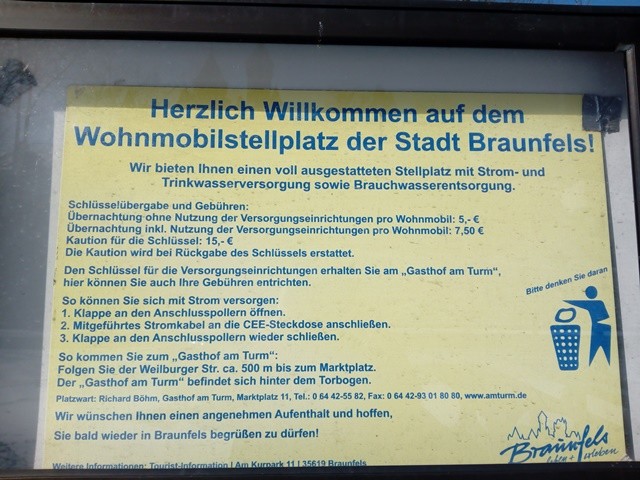 Herzlich Willkommen auf dem
Wohnmobilstellplatz der Stadt Braunfels!
Wir bieten Ihnen einen voll ausgestatteten Stellplatz mit Strom- und
Trinkwasserversorgung sowie Brauchwasserentsorgung.
Schlüsselübergabe und Gebühren:
Übernachtung ohne Nutzung der Versorgungseinrichtungen pro Wohnmobil: 5,- €
Übernachtung inkl. Nutzung der Versorgungseinrichtungen pro Wohnmobil: 7,50 €
Kaution für die Schlüssel: 15,- €
Die Kaution wird bei Rückgabe des Schlüssels erstattet.
Den Schlüssel für die Versorgungseinrichtungen erhalten Sie am „Gasthof am Turm“,
hier können Sie auch Ihre Gebühren entrichten.
Bitte denken Sie daran
So können Sie sich mit Strom versorgen:
1. Klappe an den Anschlusspollern öffnen.
2. Mitgeführtes Stromkabel an die CEE-Steckdose anschließen.
3. Klappe an den Anschlusspollern wieder schließen.
So kommen Sie zum „Gasthof am Turm“:
Folgen Sie der Weilburger Str. ca. 500 m bis zum Marktplatz.
Der „Gasthof am Turm“ befindet sich hinter dem Torbogen.
Platzwart: Richard Böhm, Gasthof am Turm, Marktplatz 11, Tel.: 0 64 42-55 82, Fax: 0 64 42-93 01 80 80, www.amturm.de
Wir wünschen Ihnen einen angenehmen Aufenthalt und hoffen,
Sie bald wieder in Braunfels begrüßen zu dürfen!
Braunfels
leben + erleben
Weitere Informationen: Tourist-Information | Am Kurpark 11 | 35619 Braunfels